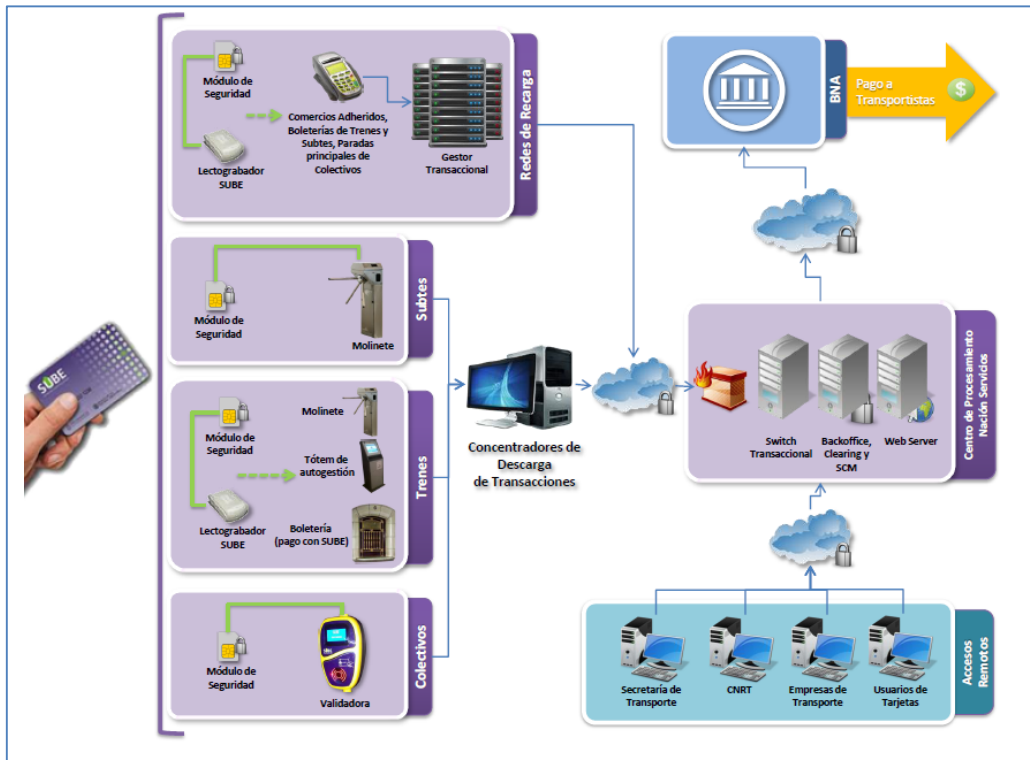 Módulo de
Seguridad
Lectograbador
SUBE
Comercios Adheridos,
Boleterías de Trenes y
Subtes, Paradas
principales de
Colectivos
Gestor
Transaccional
Redes de Recarga
BNA
Pago a
Transportistas
$
Módulo de
Seguridad
Molinete
Subtes
SUBE
Módulo de
Seguridad
Lectograbador
SUBE
Molinete
Tótem de
autogestión
Boletería
(pago con SUBE)
Trenes
Concentradores de
Descarga
de Transacciones
Switch
Transaccional
Backoffice,
Clearing y
SCM
Web Server
Centro de Procesamiento
Nación Servicios
Módulo de
Seguridad
Validadora
Colectivos
Secretaría de
Transporte
CNRT
Empresas de
Transporte
Usuarios de
Tarjetas
Accesos
Remotos